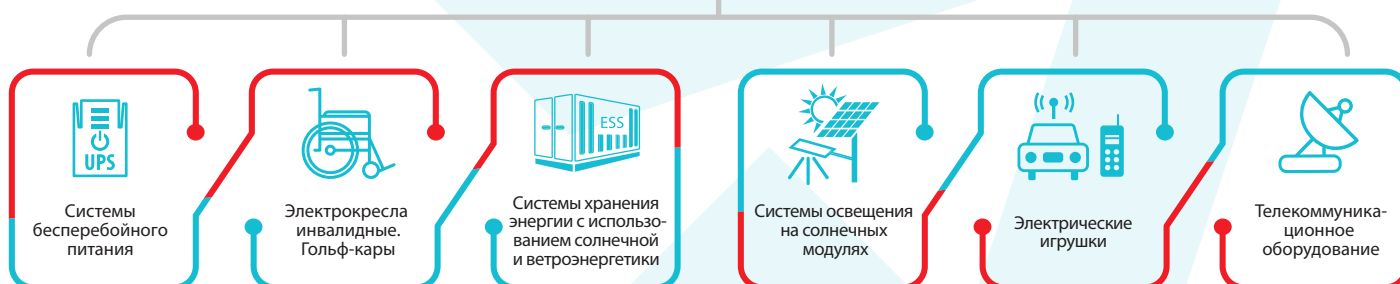 UPS
Системы
бесперебойного
питания
Электрокресла
инвалидные.
Гольф-кары
ESS
Системы хранения
энергии с использо-
ванием солнечной
и ветроэнергетики
Системы освещения
на солнечных
модулях
Электрические
игрушки
Телекоммуника-
ционное
оборудование